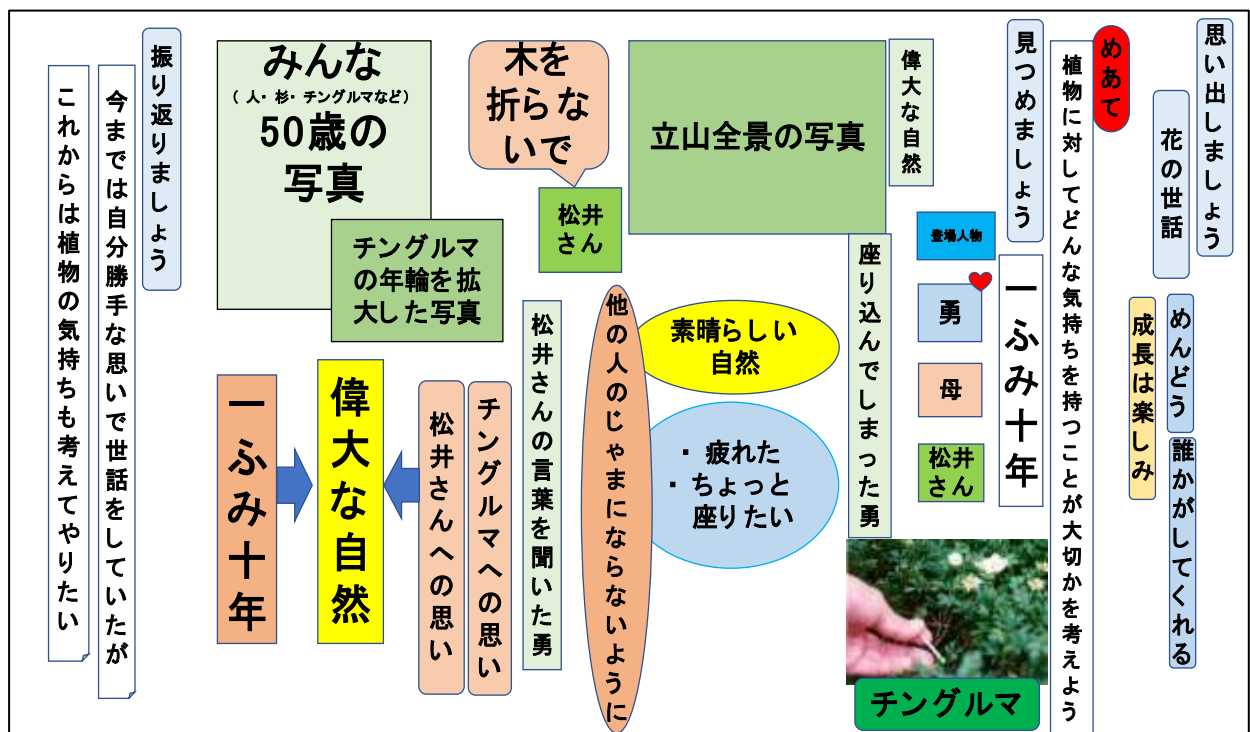 思い出しましょう
花の世話
めんどう
誰かがしてくれる
成長は楽しみ
めあて
植物に対してどんな気持ちを持つことが大切かを考えよう
見つめましょう
一ふみ十年
登場人物
勇
母
松井
さん
偉大な自然
立山全景の写真
座り込んでしまった勇
チングルマ
素晴らしい
自然
・疲れた
・ちょっと
座りたい
他の人のじゃまにならないように
木を
折らな
いで
松井
さん
松井さんの言葉を聞いた勇
チングルマへの思い
松井さんへの思い
偉大な自然
一ふみ十年
みんな
(人・杉・チングルマなど)
50歳の
写真
チングルマ
の年輪を拡
大した写真
振り返りましょう
今までは自分勝手な思いで世話をしていたが
これからは植物の気持ちも考えてやりたい